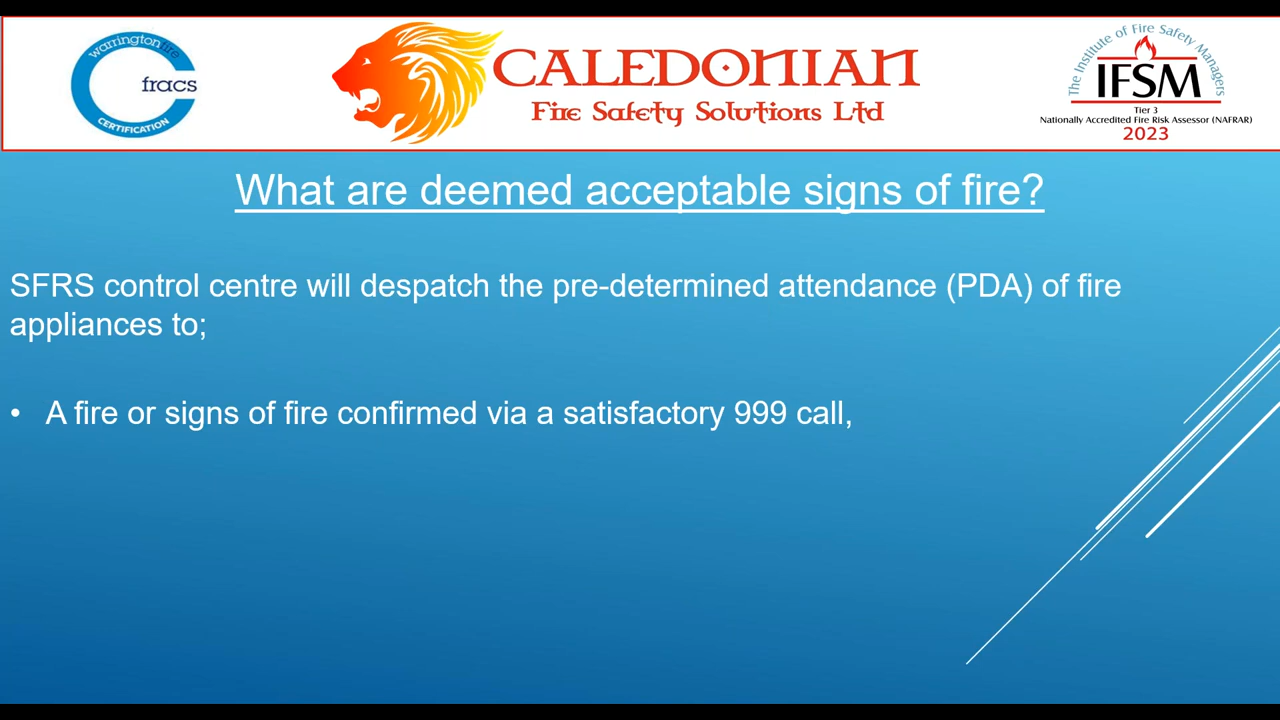 warringtonfire
fracs
CERTIFICATION
CALEDONIAN
Fire Safety Solutions Ltd
The Institute of Fire Safety Managers
IFSM
Tier 3
Nationally Accredited Fire Risk Assessor (NAFRAR)
2023
What are deemed acceptable signs of fire?
SFRS control centre will despatch the pre-determined attendance (PDA) of fire
appliances to;
• A fire or signs of fire confirmed via a satisfactory 999 call,